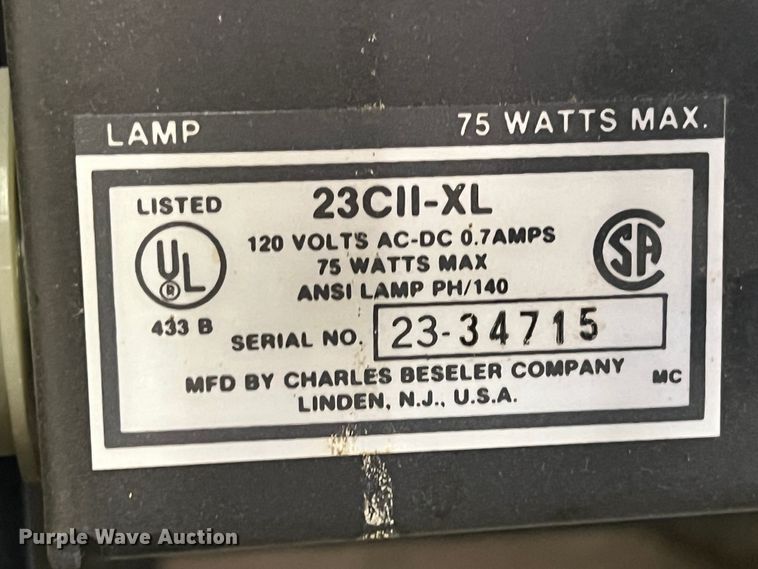 LAMP 75 WATTS MAX.
LISTED 23CII-XL
120 VOLTS AC-DC 0.7AMPS
75 WATTS MAX
UL ® SA
ANSI LAMP PH/140
433 B SERIAL NO. 23-34715
MFD BY CHARLES BESELER COMPANY MC
LINDEN, N.J., U.S.A.
Purple Wave Auction